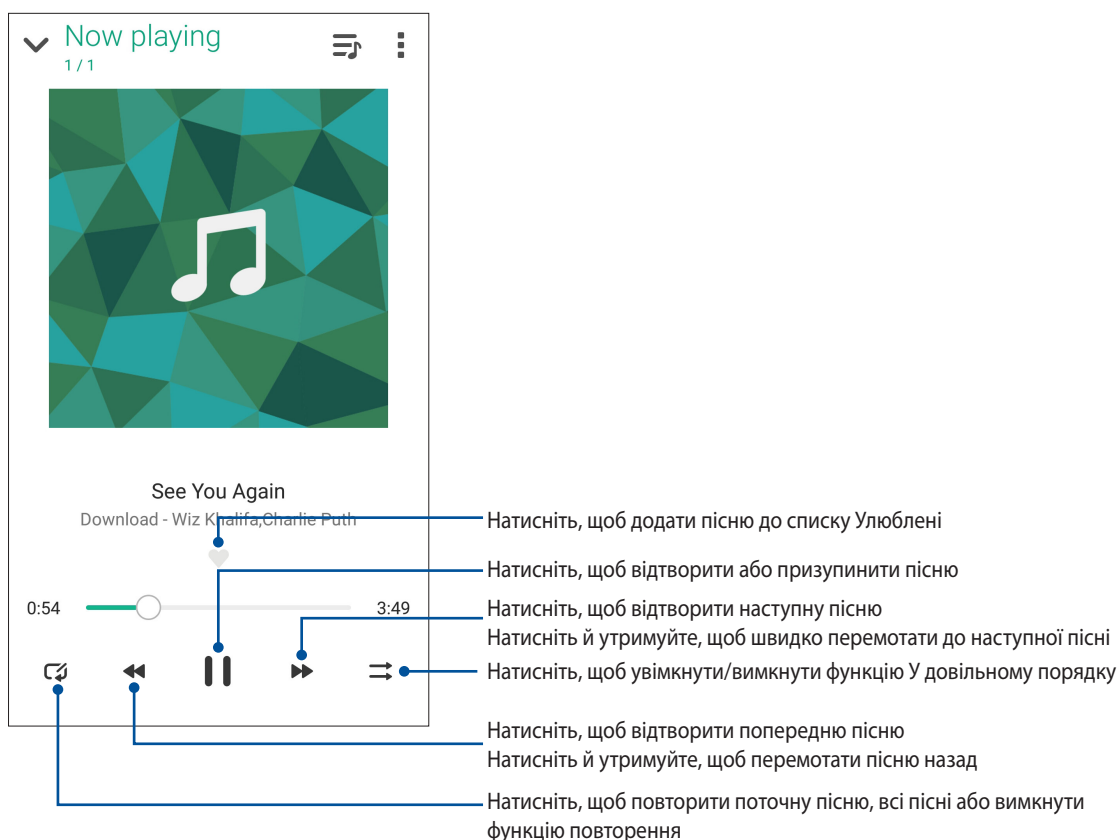 Now playing
1 / 1
See You Again
Download - Wiz Khalifa,Charlie Puth
Натисніть, щоб додати пісню до списку Улюблені
Натисніть, щоб відтворити або призупинити пісню
0:54
3:49
Натисніть, щоб відтворити наступну пісню
Натисніть й утримуйте, щоб швидко перемотати до наступної пісні
Натисніть, щоб увімкнути/вимкнути функцію У довільному порядку
Натисніть, щоб відтворити попередню пісню
Натисніть й утримуйте, щоб перемотати пісню назад
Натисніть, щоб повторити поточну пісню, всі пісні або вимкнути
функцію повторення